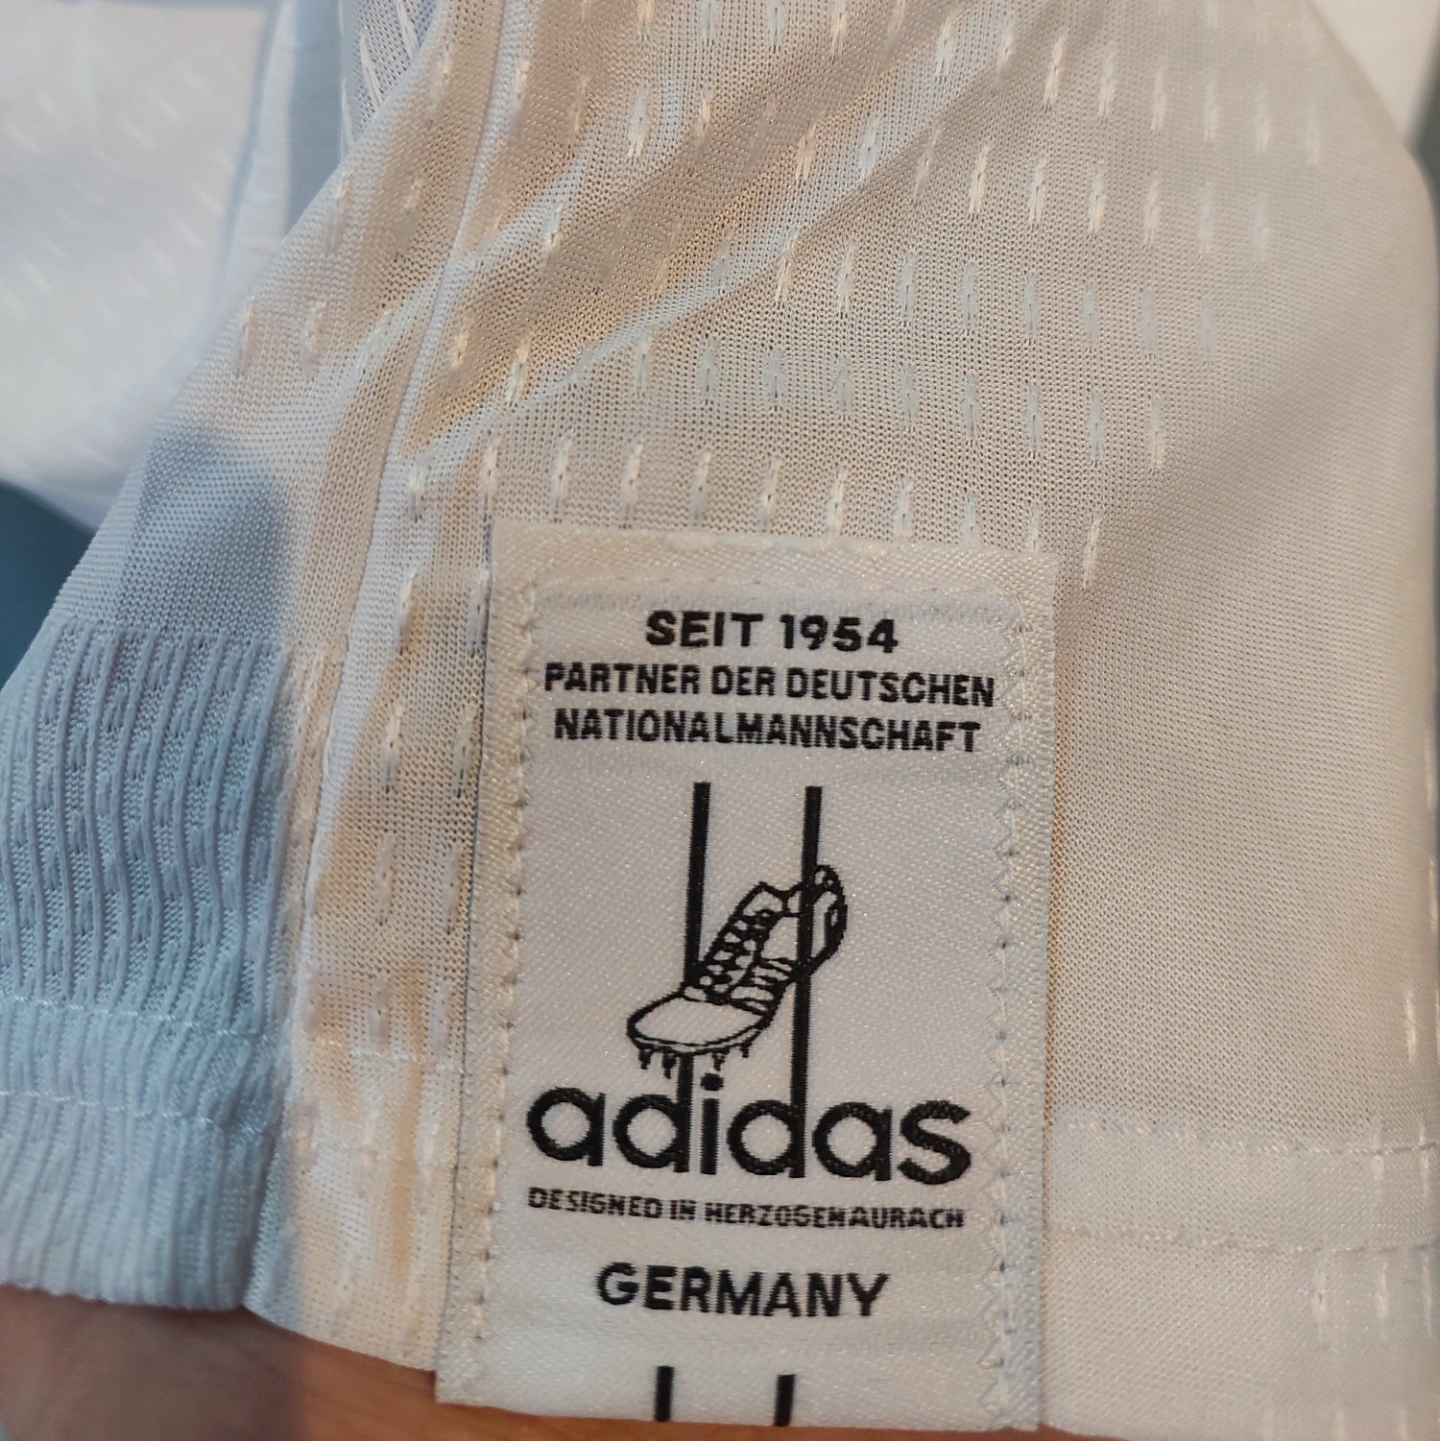 SEIT 1954
PARTNER DER DEUTSCHEN
NATIONALMANNSCHAFT
adidas
DESIGNED IN HERZOGENAURACH
GERMANY